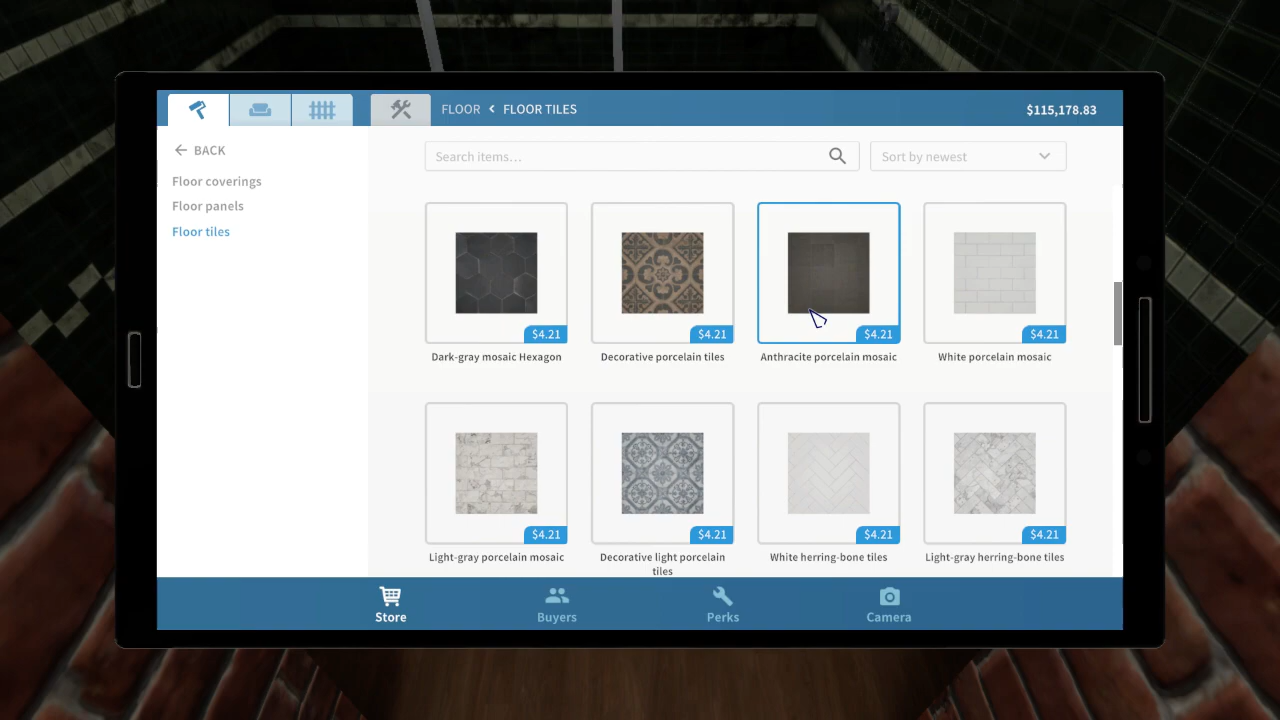 FLOOR < FLOOR TILES
$115,178.83
BACK
Floor coverings
Floor panels
Floor tiles
Search items...
Sort by newest
$4.21
$4.21
$4.21
$4.21
Dark-gray mosaic Hexagon
Decorative porcelain tiles
Anthracite porcelain mosaic
White porcelain mosaic
$4.21
$4.21
$4.21
$4.21
Light-gray porcelain mosaic
Decorative light porcelain
tiles
White herring-bone tiles
Light-gray herring-bone tiles
Store
Buyers
Perks
Camera